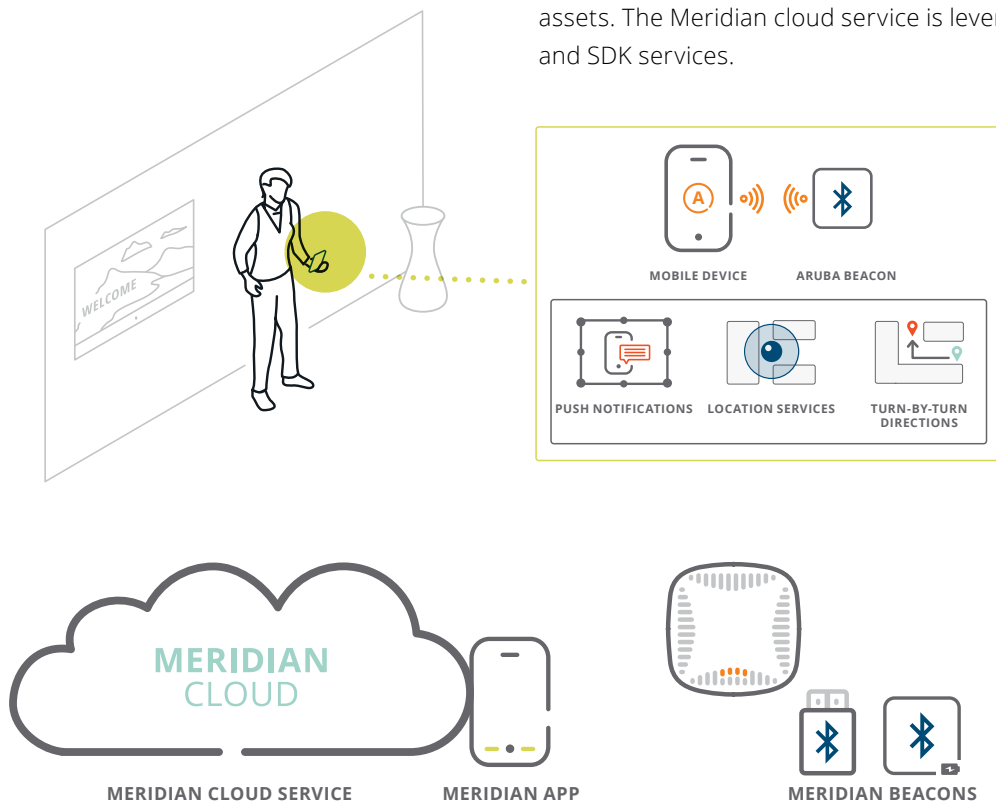 assets. The Meridian cloud service is
and SDK services.
WELCOME
A
MOBILE DEVICE
ARUBA BEACON
PUSH NOTIFICATIONS
LOCATION SERVICES
TURN-BY-TURN
DIRECTIONS
MERIDIAN
CLOUD
MERIDIAN CLOUD SERVICE
MERIDIAN APP
MERIDIAN BEACONS